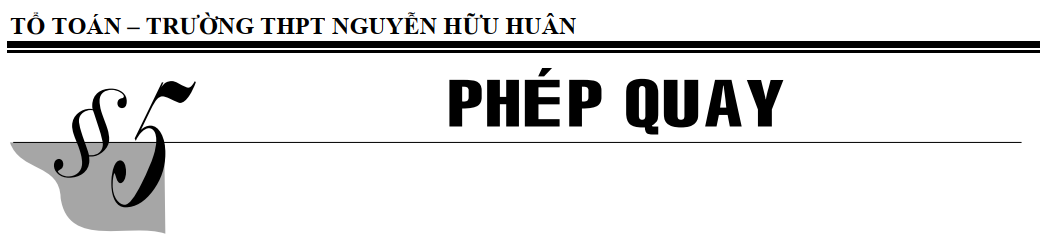 TỔ TOÁN – TRƯỜNG THPT NGUYỄN HỮU HUÂN
§5
PHÉP QUAY